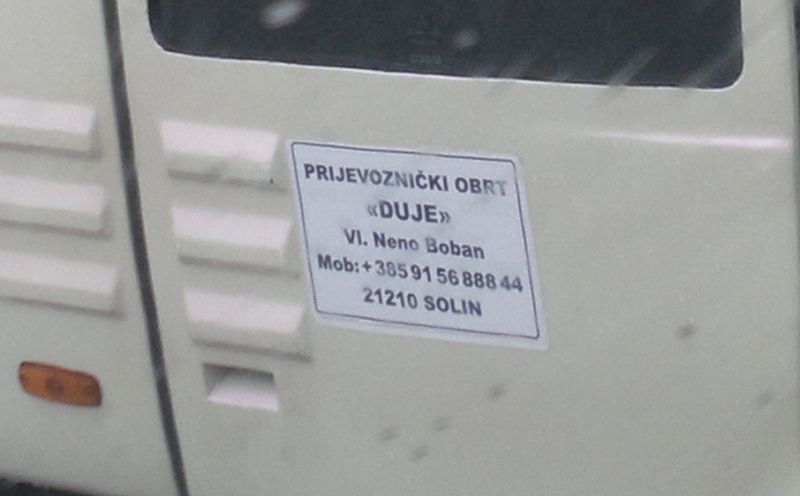 PRIJEVOZNIČKI OBRT
«DUJE»
Vl. Neno Boban
Mob:+385 91 56 888 44
21210 SOLIN